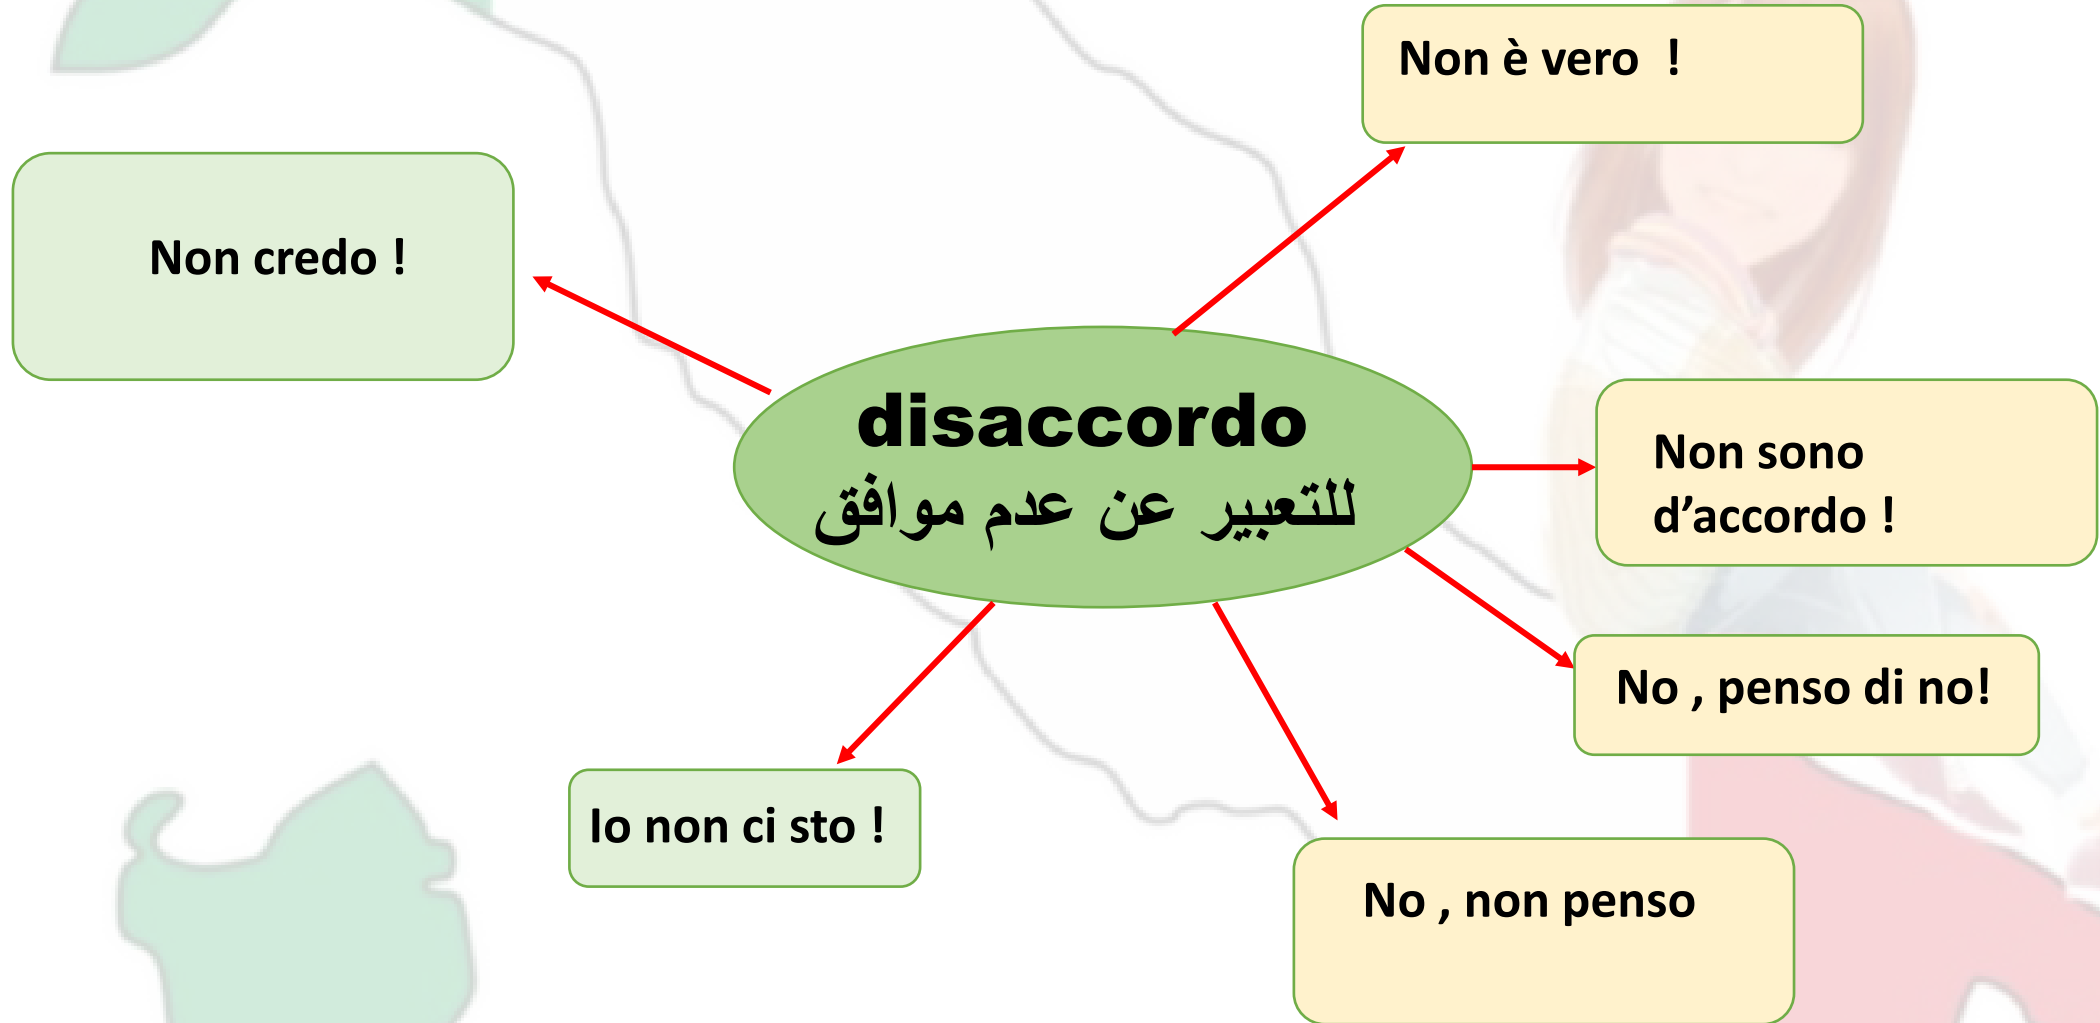 Non è vero  !
Non credo !
disaccordo
للتعبير عن عدم موافق
Non sono
d’accordo !
No , penso di no!
Io non ci sto !
No , non penso